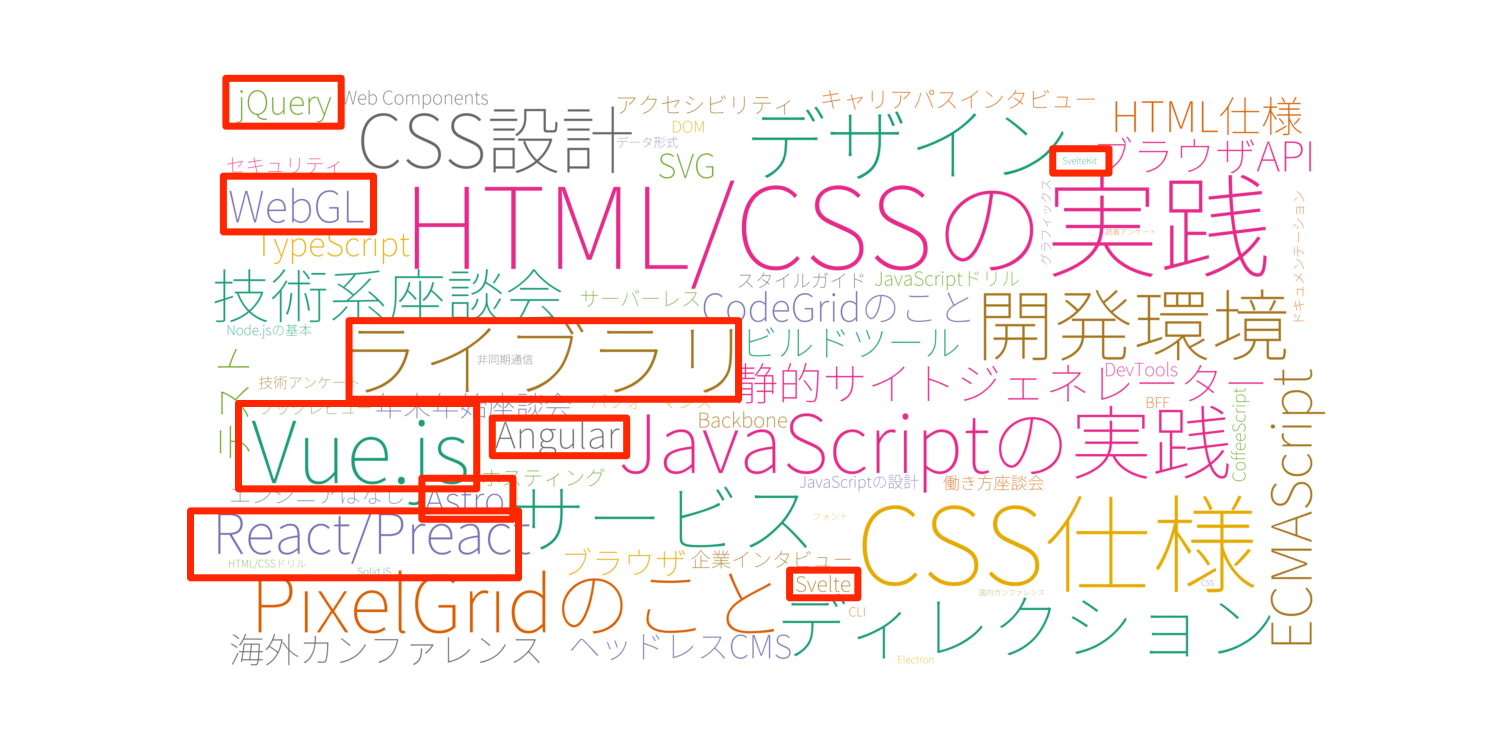 jQuery
Web Components
アクセシビリティ
キャリアパスインタビュー
CSS設計
DOM
デザイン
HTML仕様
データ形式
セキュリティ
SVG
SvelteKit
ブラウザAPI
WebGL
HTML/CSSの実践
グラフィックス
読者アンケート
ドキュメンテーション
TypeScript
技術系座談会
スタイルガイド
JavaScriptドリル
サーバーレス
CodeGridのこと
開発環境
Node.jsの基本
ライブラリ
非同期通信
ビルドツール
テスト
技術アンケート
静的サイトジェネレーター
DevTools
年末年始座談会
BFF
Vue.js
Angular
Backbone
JavaScriptの実践
CoffeeScript
ECMAScript
ホスティング
JavaScriptの設計
働き方座談会
エンジニアはなし
Astro
サービス
フォント
CSS仕様
React/Preact
HTML/CSSドリル
SolidJS
ブラウザ
企業インタビュー
Svelte
CSS
国内カンファレンス
PixelGridのこと
CLI
ディレクション
海外カンファレンス
ヘッドレスCMS
Electron